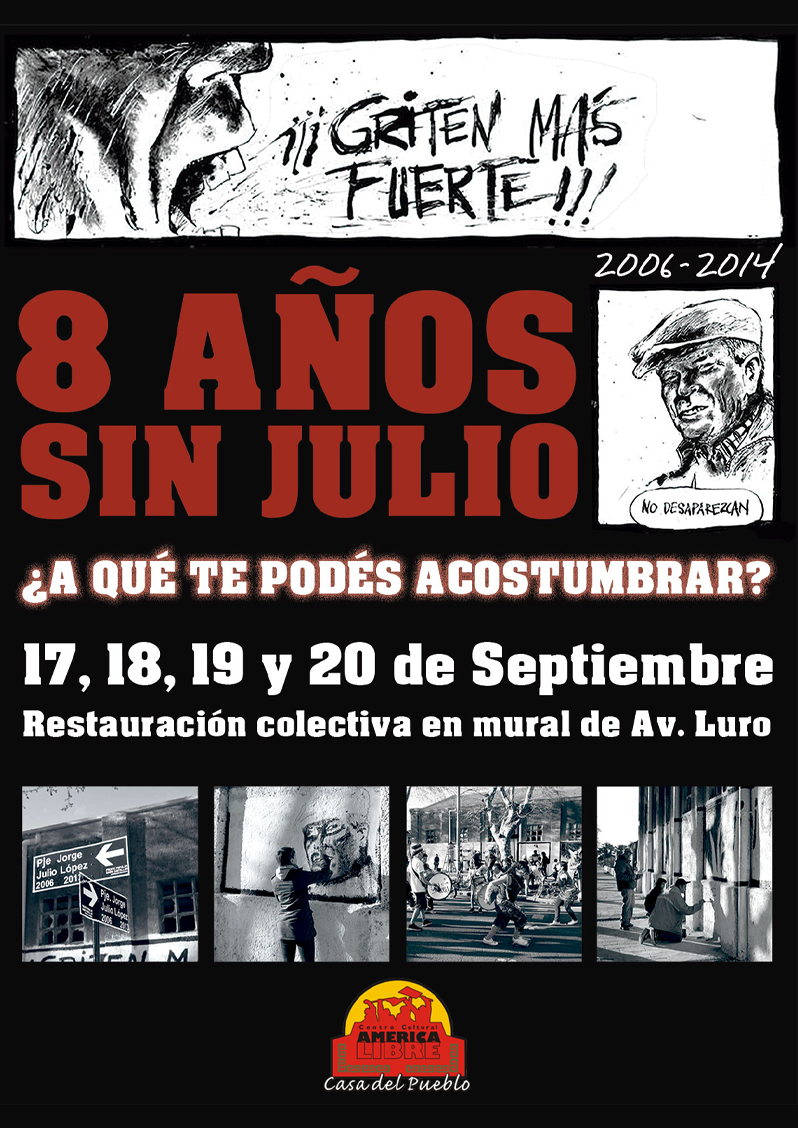 ¡¡¡GRITEN MAS
FUERTE!!!
2006-2014
8 AÑOS
SIN JULIO
NO DESAPAREZCAN
¿A QUÉ TE PODÉS ACOSTUMBRAR?
17, 18, 19 y 20 de Septiembre
Restauración colectiva en mural de Av. Luro
Pje Jorge
Julio López
2006
Pje. Jorge
Julio López
2006
¡GRITEN M
Centro Cultural
AMERICA
LIBRE
Casa del Pueblo